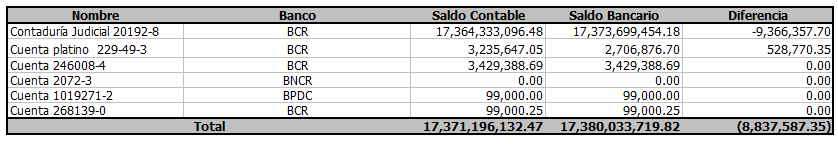 Nombre Banco Saldo Contable Saldo Bancario Diferencia
Contaduría Judicial 20192-8 BCR 17,364,333,096.48 17,373,699,454.18 -9,366,357.70
Cuenta platino 229-49-3 BCR 3,235,647.05 2,706,876.70 528,770.35
Cuenta 246008-4 BCR 3,429,388.69 3,429,388.69 0.00
Cuenta 2072-3 BNCR 0.00 0.00 0.00
Cuenta 1019271-2 BPDC 99,000.00 99,000.00 0.00
Cuenta 268139-0 BCR 99,000.25 99,000.25 0.00
Total 17,371,196,132.47 17,380,033,719.82 (8,837,587.35)